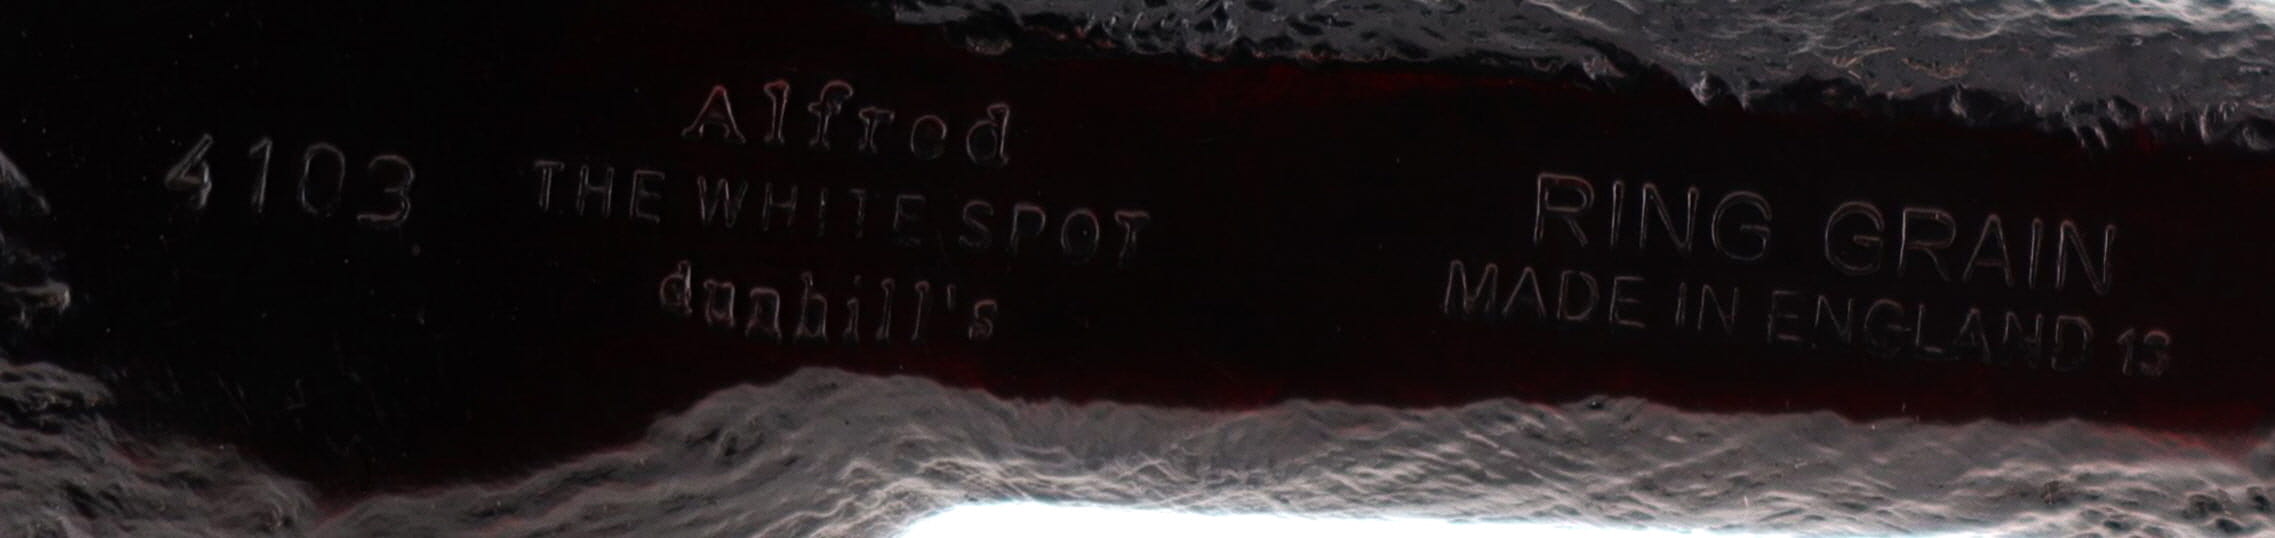 4103
Alfred
THE WHITE SPOT
dunhill's
RING GRAIN
MADE IN ENGLAND 13